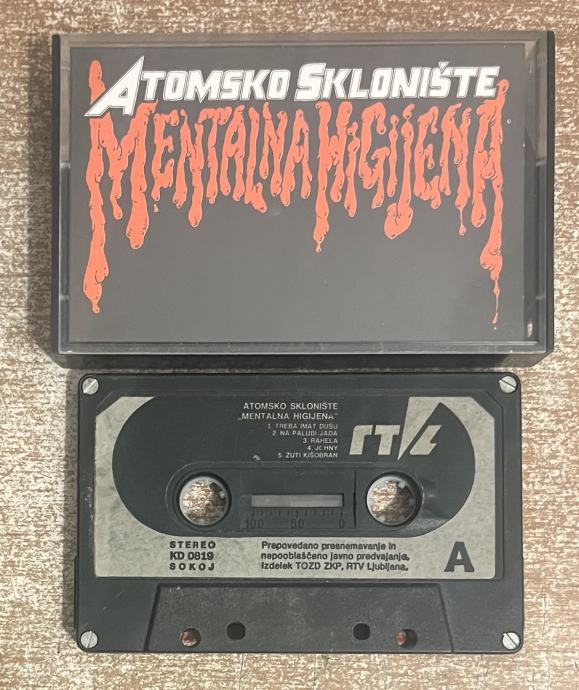 ATOMSKO SKLONIŠTE
MENTALNA HIGIJENA
ATOMSKO SKLONIŠTE
„MENTALNA HIGIJENA"
1. TREBA IMAT DUŠU
2. NA PALUBI JADA
3. RAHELA
4. JOHNY
5. ŽUTI KIŠOBRAN
RTVL
100 50 0
STEREO
KD 0819
SOKOJ
Prepovedano presnemavanje in
nepooblaščeno javno predvajanje.
Izdelek TOZD ZKP, RTV Ljubljana.
A